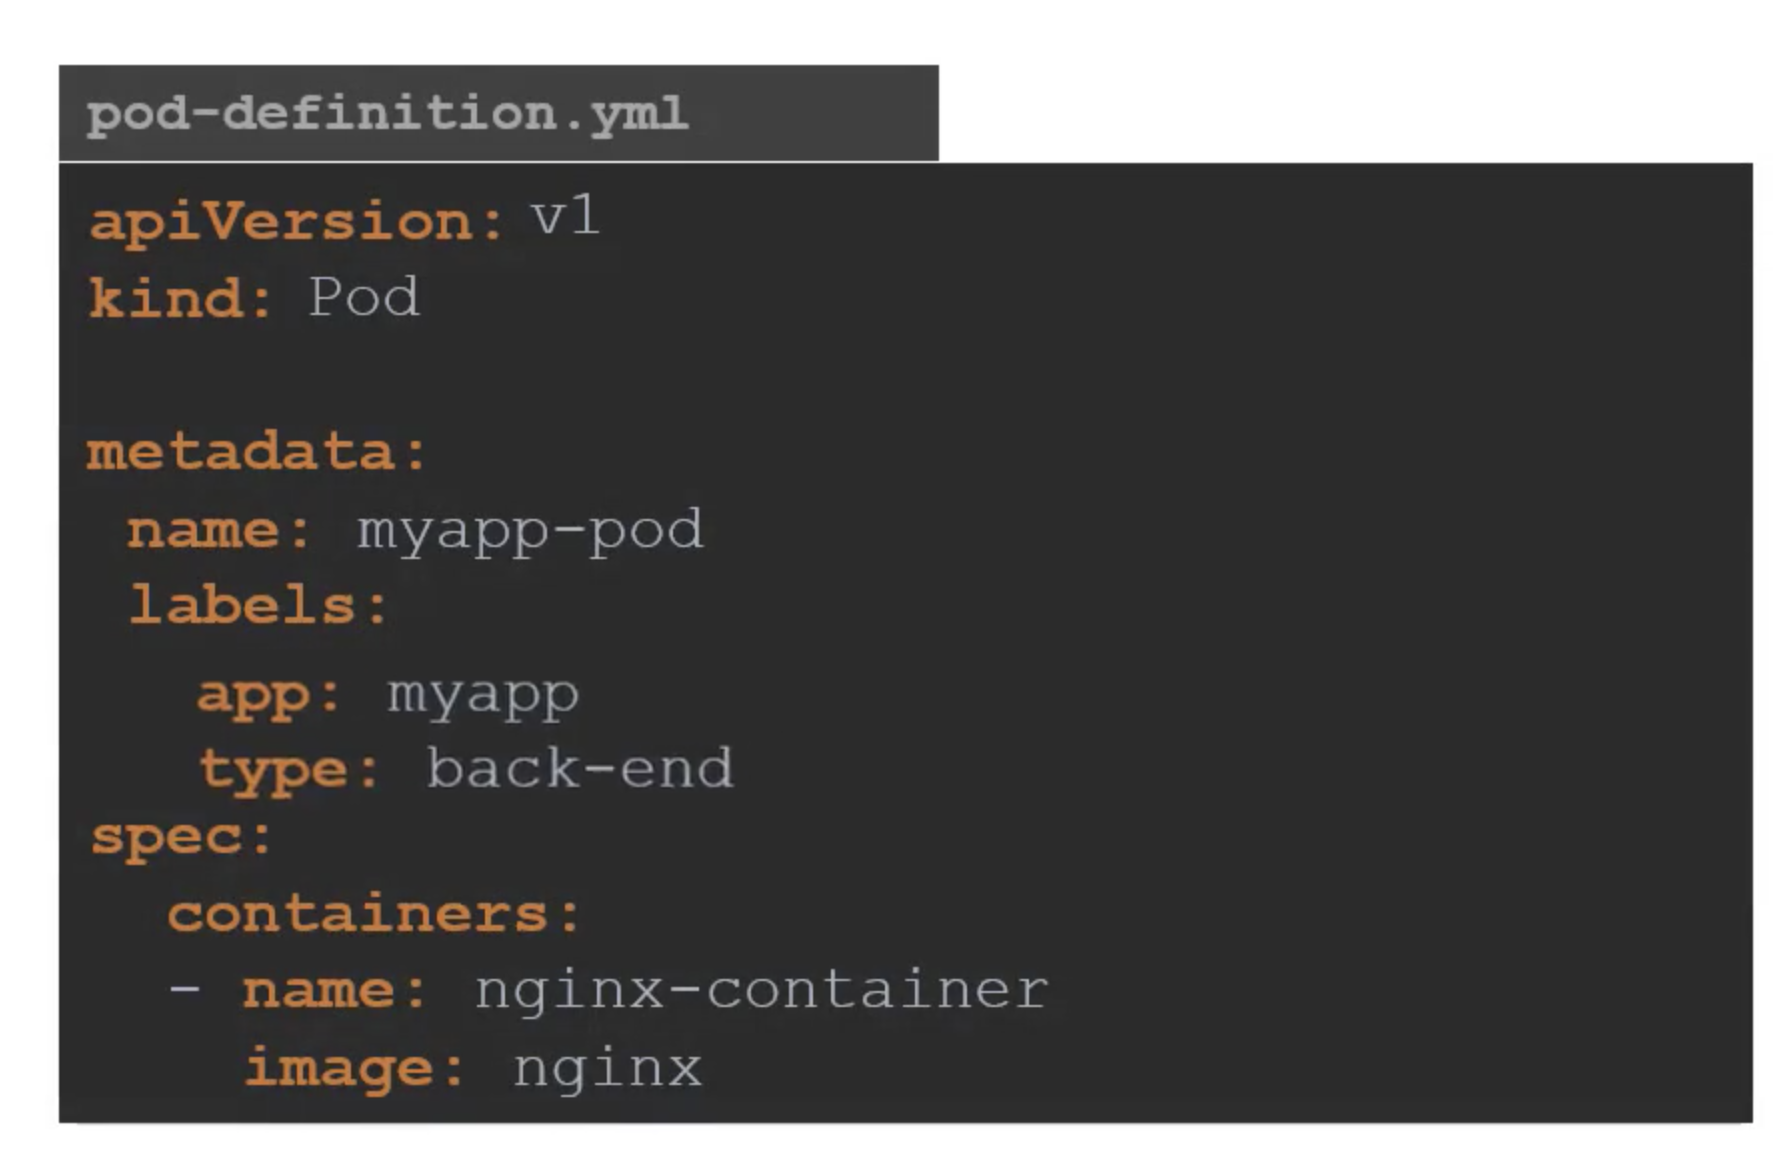 pod-definition.yml
apiVersion: v1
kind: Pod
metadata:
 name: myapp-pod
 labels:
   app: myapp
   type: back-end
spec:
  containers:
  - name: nginx-container
    image: nginx